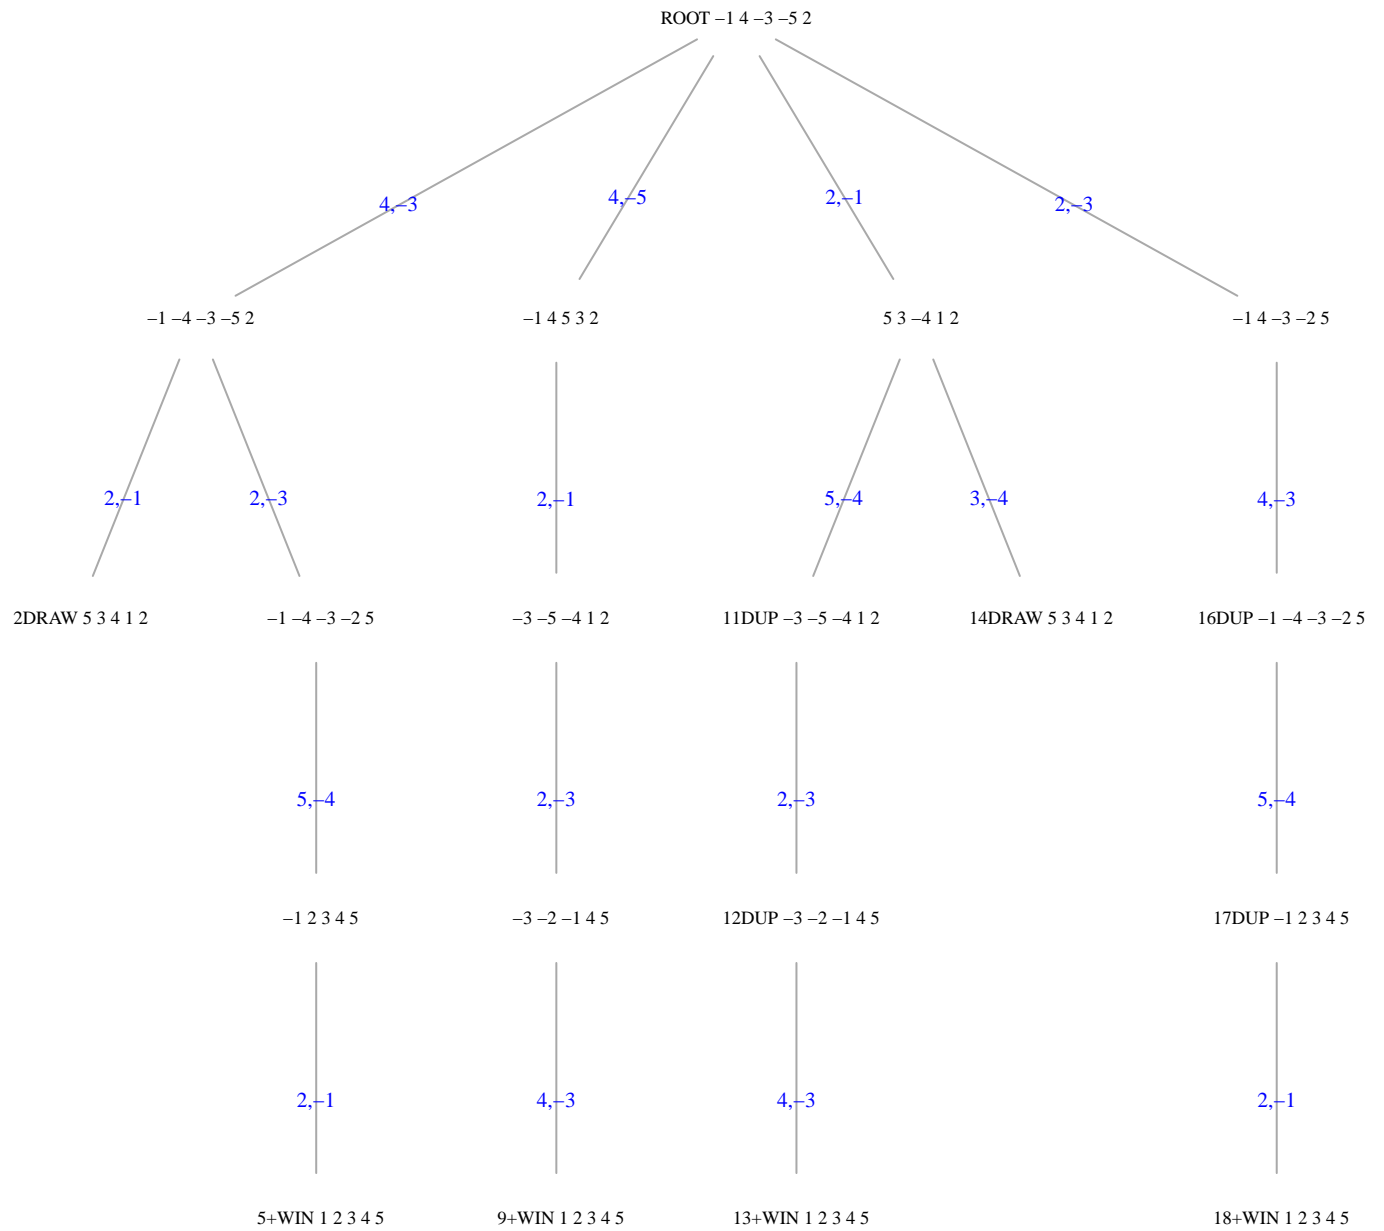 ROOT –1 4 –3 –5 2
4,–3
4,–5
2,–1
2,–3
–1 –4 –3 –5 2
–1 4 5 3 2
5 3 –4 1 2
–1 4 –3 –2 5
2,–1
2,–3
2,–1
5,–4
3,–4
4,–3
2DRAW 5 3 4 1 2
–1 –4 –3 –2 5
–3 –5 –4 1 2
11DUP –3 –5 –4 1 2
14DRAW 5 3 4 1 2
16DUP –1 –4 –3 –2 5
5,–4
2,–3
2,–3
5,–4
–1 2 3 4 5
–3 –2 –1 4 5
12DUP –3 –2 –1 4 5
17DUP –1 2 3 4 5
2,–1
4,–3
4,–3
2,–1
5+WIN 1 2 3 4 5
9+WIN 1 2 3 4 5
13+WIN 1 2 3 4 5
18+WIN 1 2 3 4 5